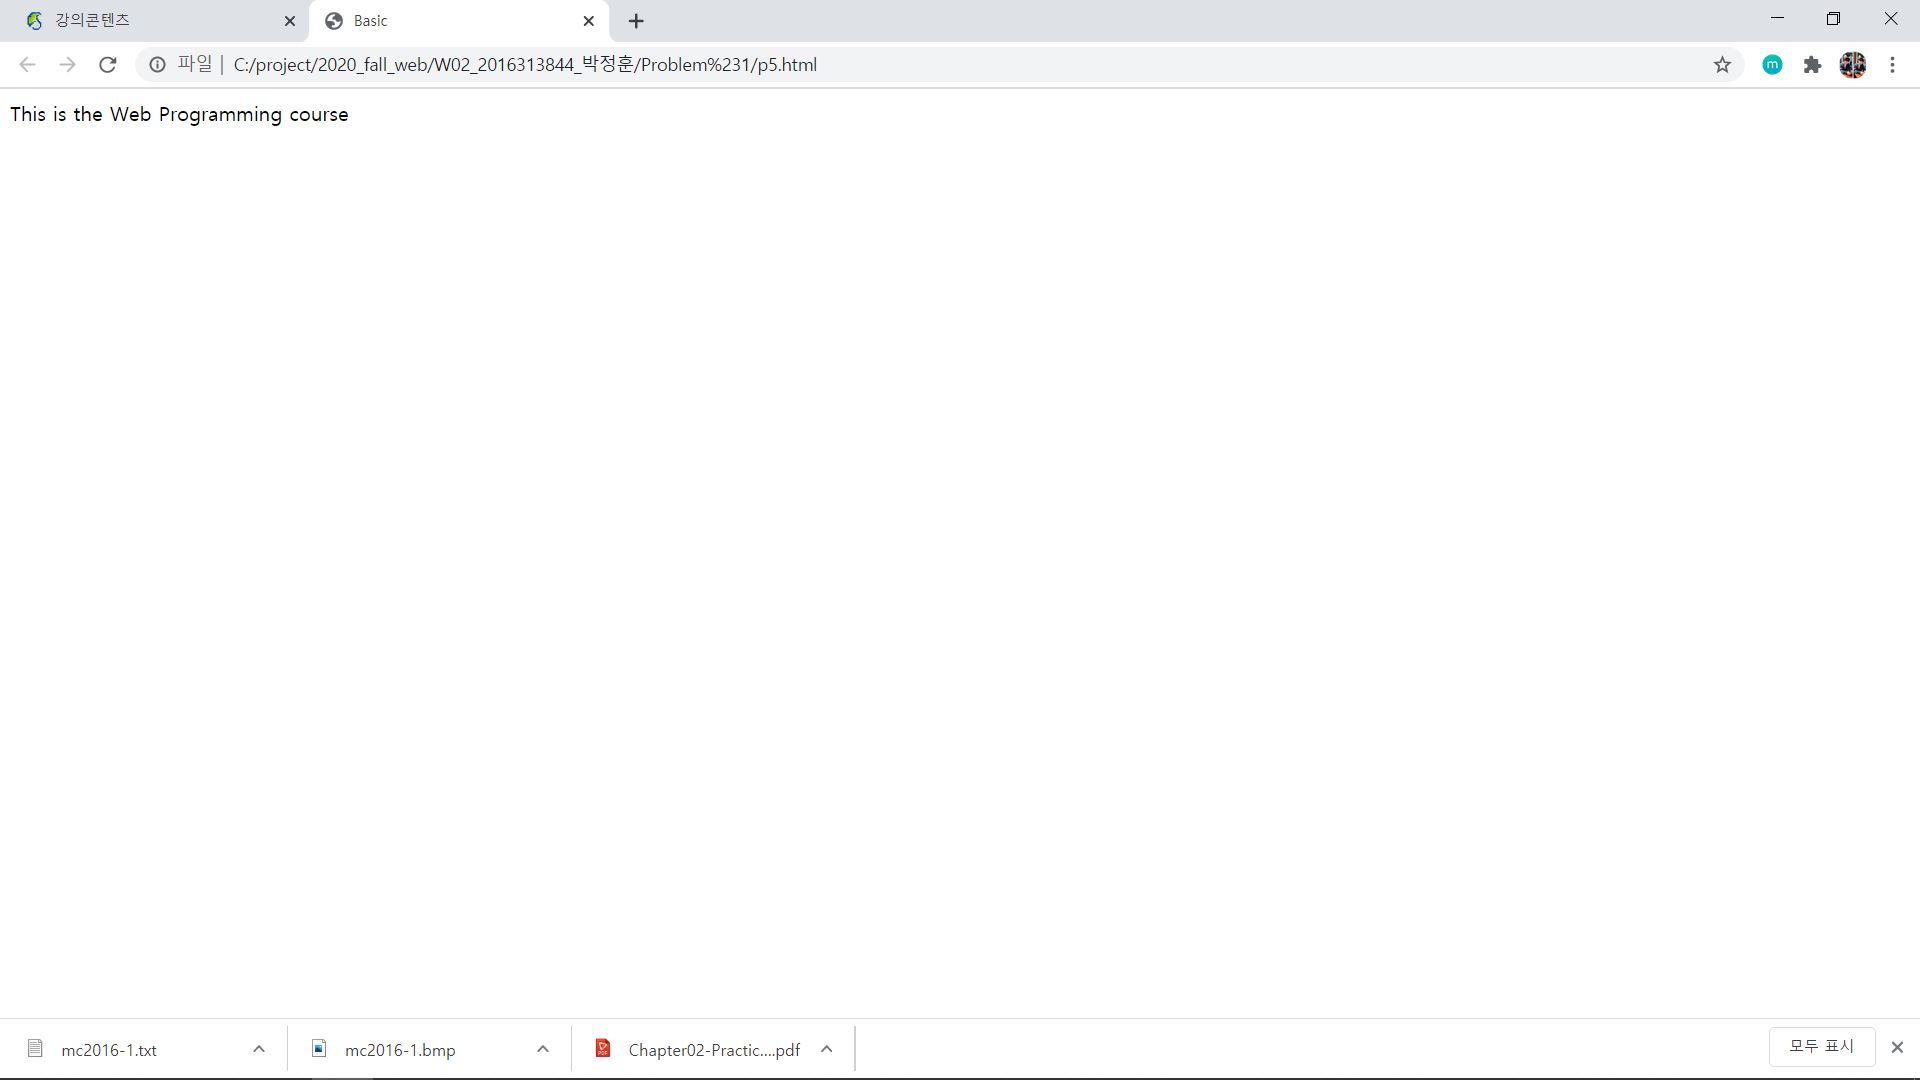 강의콘텐츠
Basic
파일 | C:/project/2020_fall_web/W02_2016313844_박정훈/Problem%231/p5.html
m
This is the Web Programming course
mc2016-1.txt
mc2016-1.bmp
PDF
Chapter02-Practic....pdf
모두 표시